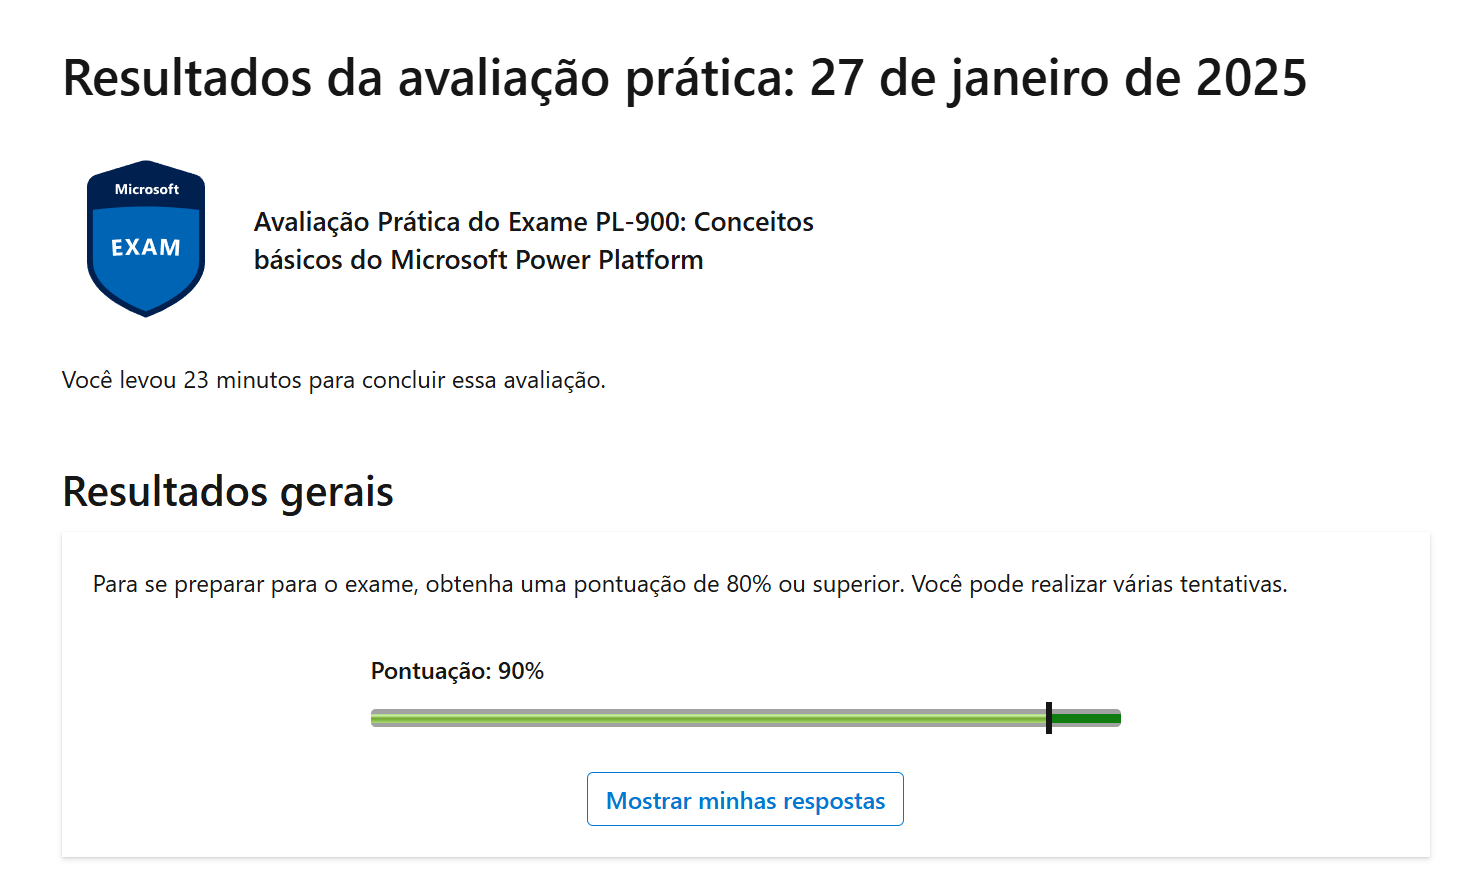 Resultados da avaliação prática: 27 de janeiro de 2025
Microsoft
EXAM
Avaliação Prática do Exame PL-900: Conceitos
básicos do Microsoft Power Platform
Você levou 23 minutos para concluir essa avaliação.
Resultados gerais
Para se preparar para o exame, obtenha uma pontuação de 80% ou superior. Você pode realizar várias tentativas.
Pontuação: 90%
Mostrar minhas respostas